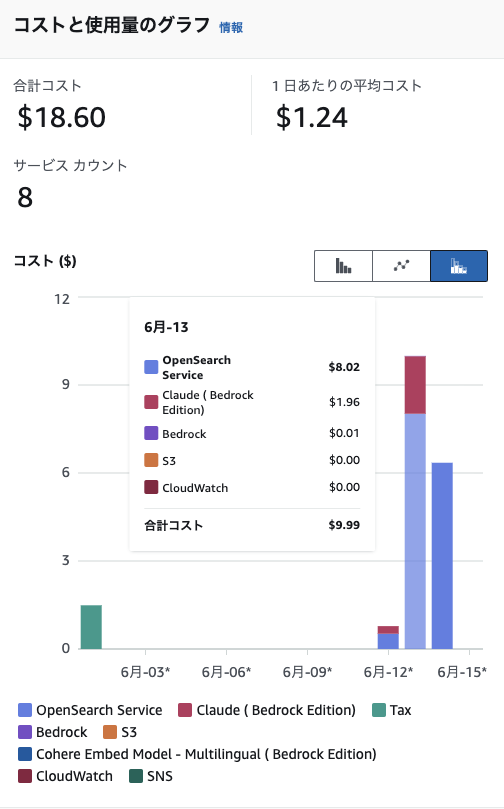 コストと使用量のグラフ 情報
合計コスト
$18.60
1 日あたりの平均コスト
$1.24
サービス カウント
8
コスト ($)
12
9
6
3
0
6月-13
OpenSearch
Service
$8.02
Claude ( Bedrock
Edition)
$1.96
Bedrock $0.01
S3 $0.00
CloudWatch $0.00
合計コスト $9.99
6月-03* 6月-06* 6月-09* 6月-12* 6月-15*
OpenSearch Service Claude ( Bedrock Edition) Tax
Bedrock S3
Cohere Embed Model - Multilingual ( Bedrock Edition)
CloudWatch SNS